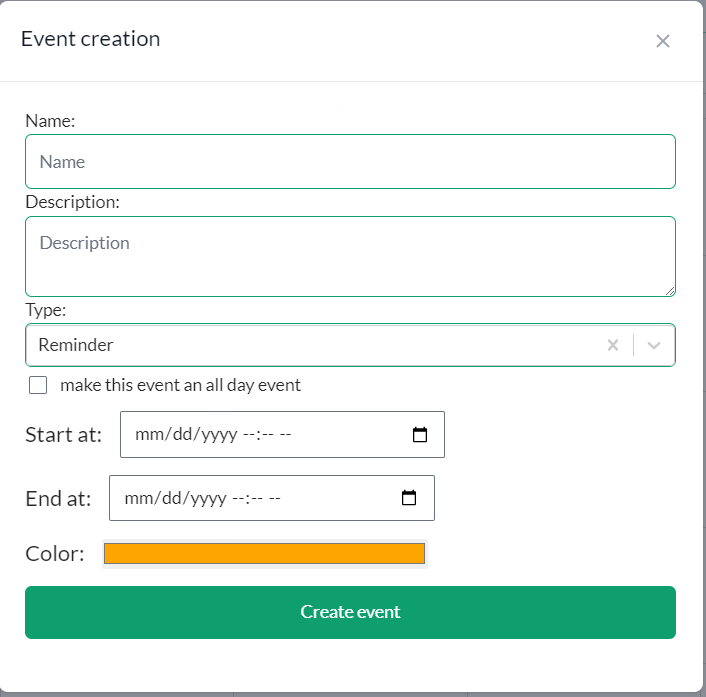 Event creation
Name:
Name
Description:
Description
Type:
Reminder
make this event an all day event
Start at: mm/dd/yyyy --:-- --
End at: mm/dd/yyyy --:-- --
Color:
Create event